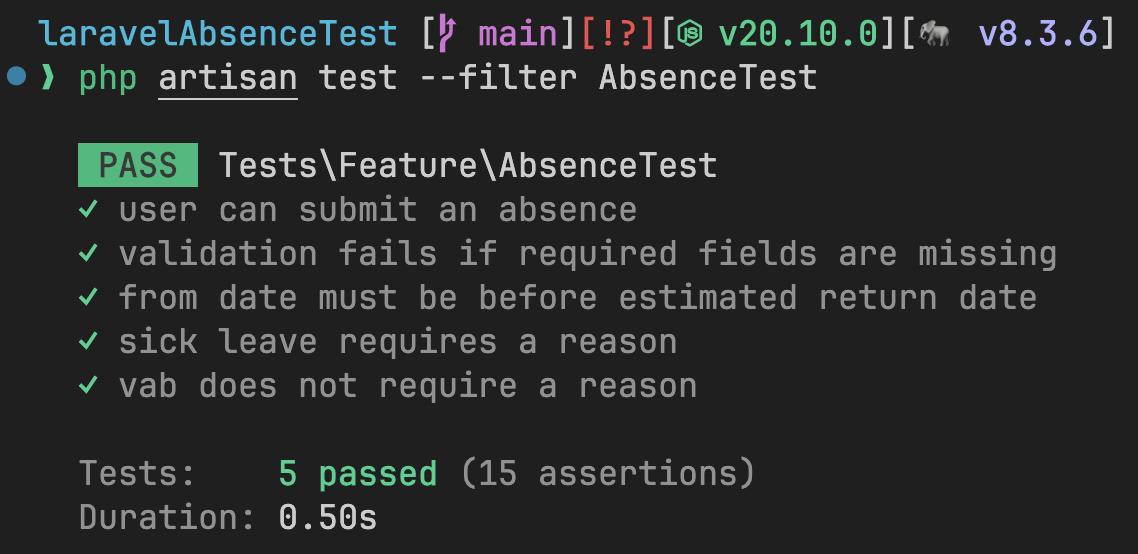 laravelAbsenceTest [ main][!?][ v20.10.0][🐘 v8.3.6]
❯ php artisan test --filter AbsenceTest
PASS Tests\Feature\AbsenceTest
✓ user can submit an absence
✓ validation fails if required fields are missing
✓ from date must be before estimated return date
✓ sick leave requires a reason
✓ vab does not require a reason
Tests: 5 passed (15 assertions)
Duration: 0.50s